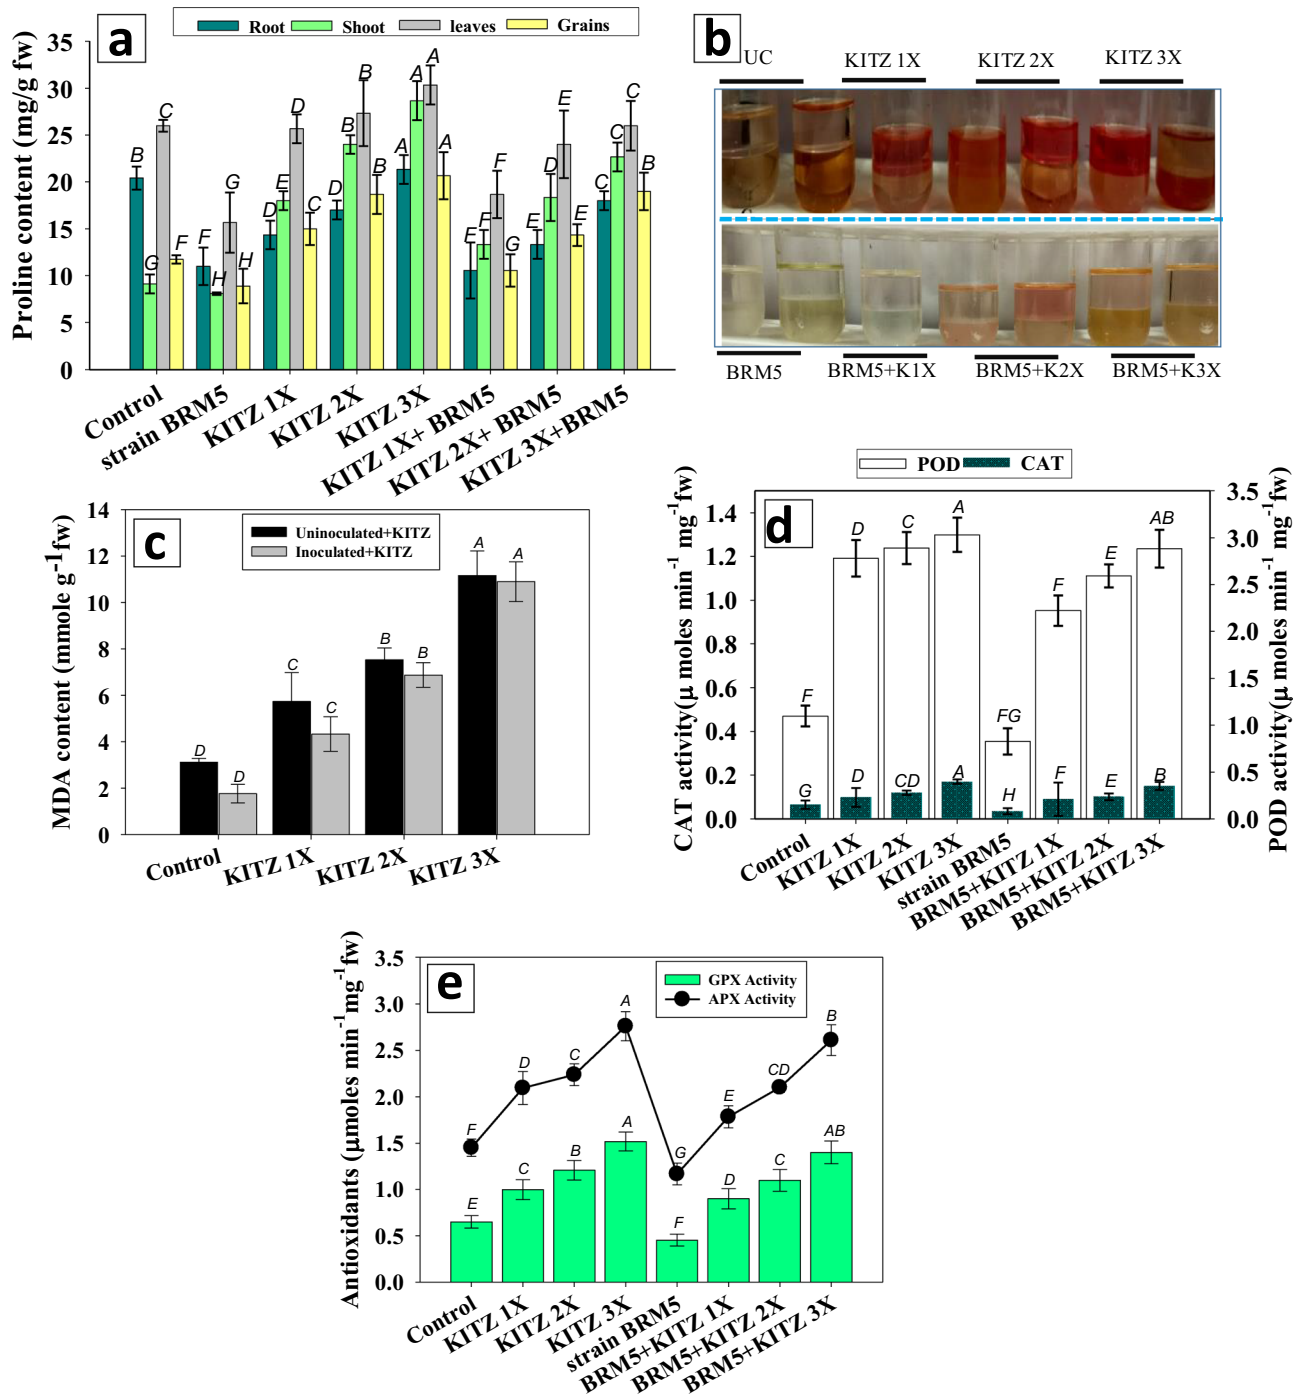 a
Root Shoot leaves Grains
Proline content (mg/g fw)
35
30
25
20
15
10
5
0
B G C F
F H G H
D E D C
D B B B
A A A A
E F F G
E D E E
C C C B
Control
strain BRM5
KITZ 1X
KITZ 2X
KITZ 3X
KITZ 1X+ BRM5
KITZ 2X+ BRM5
KITZ 3X+BRM5
b
UC KITZ 1X KITZ 2X KITZ 3X
BRM5 BRM5+K1X BRM5+K2X BRM5+K3X
c
Uninoculated+KITZ
Inoculated+KITZ
MDA content (mmole g-1fw)
14
12
10
8
6
4
2
0
D D C C B B A A
Control
KITZ 1X
KITZ 2X
KITZ 3X
d
POD CAT
CAT activity(µ moles min-1 mg-1fw)
1.4
1.2
1.0
0.8
0.6
0.4
0.2
0.0
F D C A FG F E AB
G D CD A H F E B
POD activity(µ moles min-1 mg-1fw)
3.5
3.0
2.5
2.0
1.5
1.0
0.5
0.0
Control
KITZ 1X
KITZ 2X
KITZ 3X
strain BRM5
BRM5+KITZ 1X
BRM5+KITZ 2X
BRM5+KITZ 3X
e
GPX Activity
APX Activity
Antioxidants (µmoles min-1mg-1fw)
3.5
3.0
2.5
2.0
1.5
1.0
0.5
0.0
F D C A G E CD B
E C B A F D C AB
Control
KITZ 1X
KITZ 2X
KITZ 3X
strain BRM5
BRM5+KITZ 1X
BRM5+KITZ 2X
BRM5+KITZ 3X